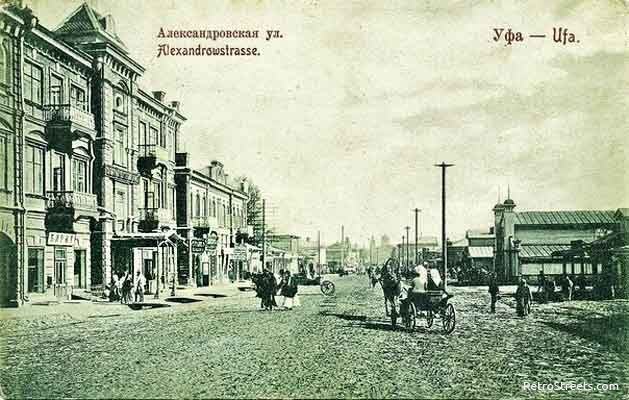 Александровская ул.
Alexandrowstrasse.
Уфа — Ufa.
RetroStreets.com